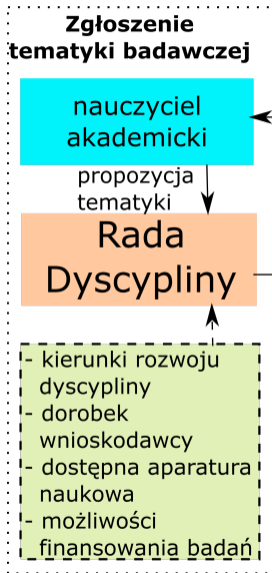 Zgłoszenie
tematyki badawczej
nauczyciel
akademicki
propozycja
tematyki
Rada
Dyscypliny
- kierunki rozwoju
dyscypliny
- dorobek
wnioskodawcy
- dostępna aparatura
naukowa
- możliwości
finansowania badań